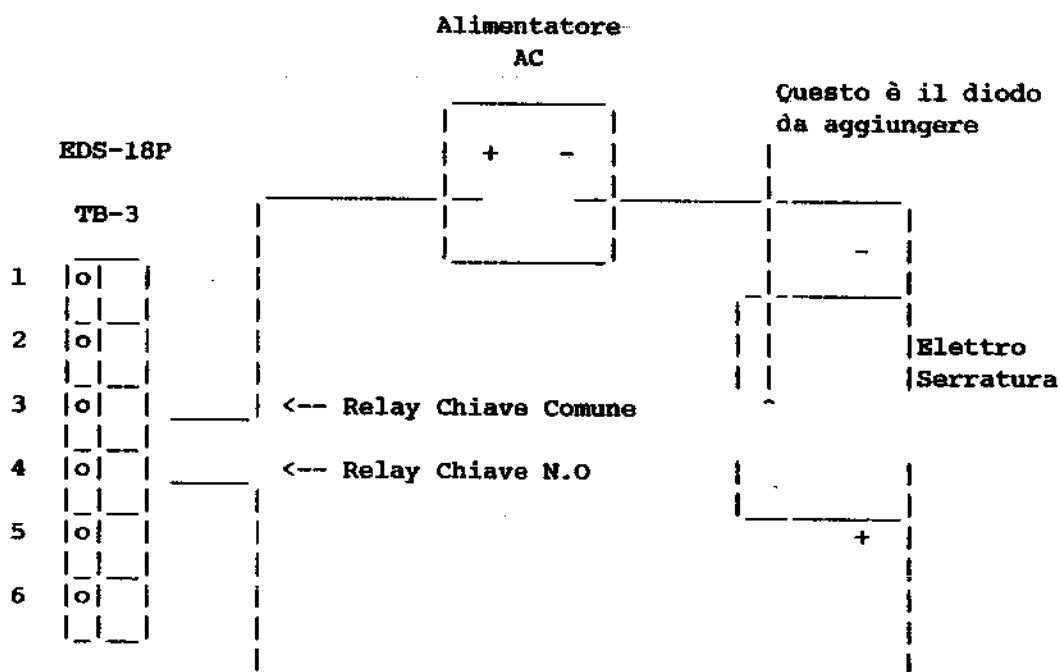 Alimentatore
AC
Questo è il diodo
da aggiungere
EDS-18P
+ -
TB-3
-
1 o
2 o
Elettro
Serratura
3 o <-- Relay Chiave Comune
4 o <-- Relay Chiave N.O
5 o
+
6 o